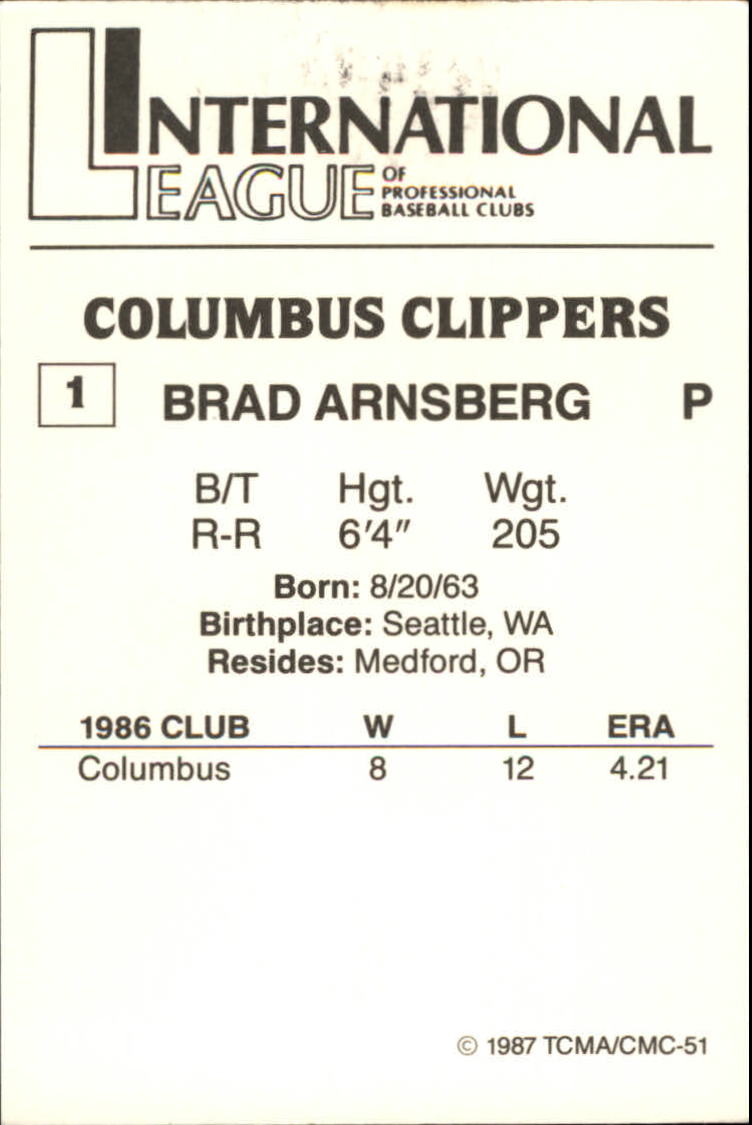 INTERNATIONAL
LEAGUE OF
PROFESSIONAL
BASEBALL CLUBS
COLUMBUS CLIPPERS
1 BRAD ARNSBERG P
B/T Hgt. Wgt.
R-R 6'4" 205
Born: 8/20/63
Birthplace: Seattle, WA
Resides: Medford, OR
1986 CLUB W L ERA
Columbus 8 12 4.21
© 1987 TCMA/CMC-51